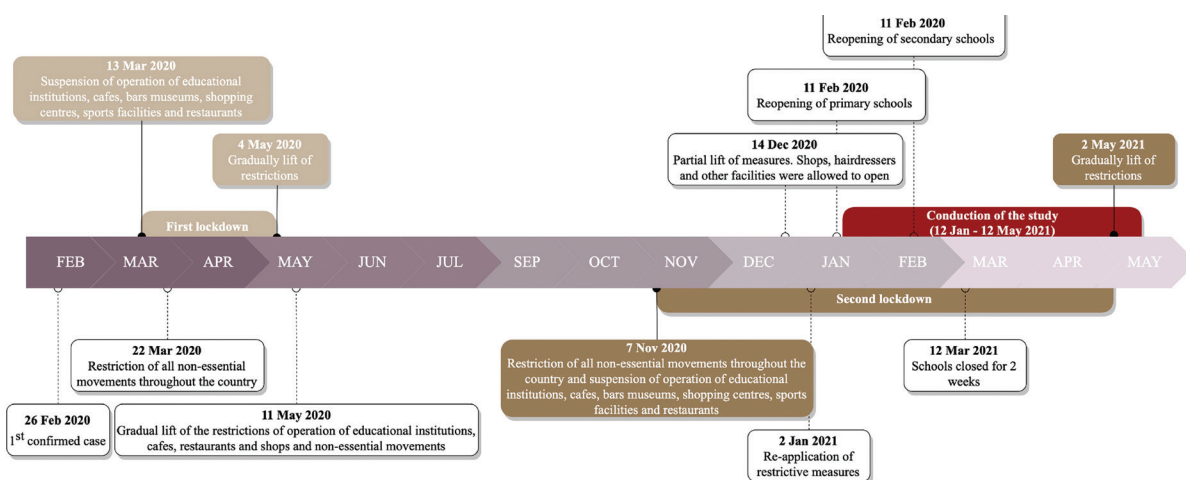 11 Feb 2020
Reopening of secondary schools
13 Mar 2020
Suspension of operation of educational
institutions, cafes, bars museums, shopping
centres, sports facilities and restaurants
11 Feb 2020
Reopening of primary schools
4 May 2020
Gradually lift of
restrictions
14 Dec 2020
Partial lift of measures. Shops, hairdressers
and other facilities were allowed to open
2 May 2021
Gradually lift of
restrictions
First lockdown
Conduction of the study
(12 Jan - 12 May 2021)
FEB MAR APR MAY JUN JUL SEP OCT NOV DEC JAN FEB MAR APR MAY
Second lockdown
22 Mar 2020
Restriction of all non-essential
movements throughout the country
7 Nov 2020
Restriction of all non-essential movements throughout the
country and suspension of operation of educational
institutions, cafes, bars museums, shopping centres, sports
facilities and restaurants
12 Mar 2021
Schools closed for 2
weeks
26 Feb 2020
1st confirmed case
11 May 2020
Gradual lift of the restrictions of operation of educational institutions,
cafes, restaurants and shops and non-essential movements
2 Jan 2021
Re-application of
restrictive measures